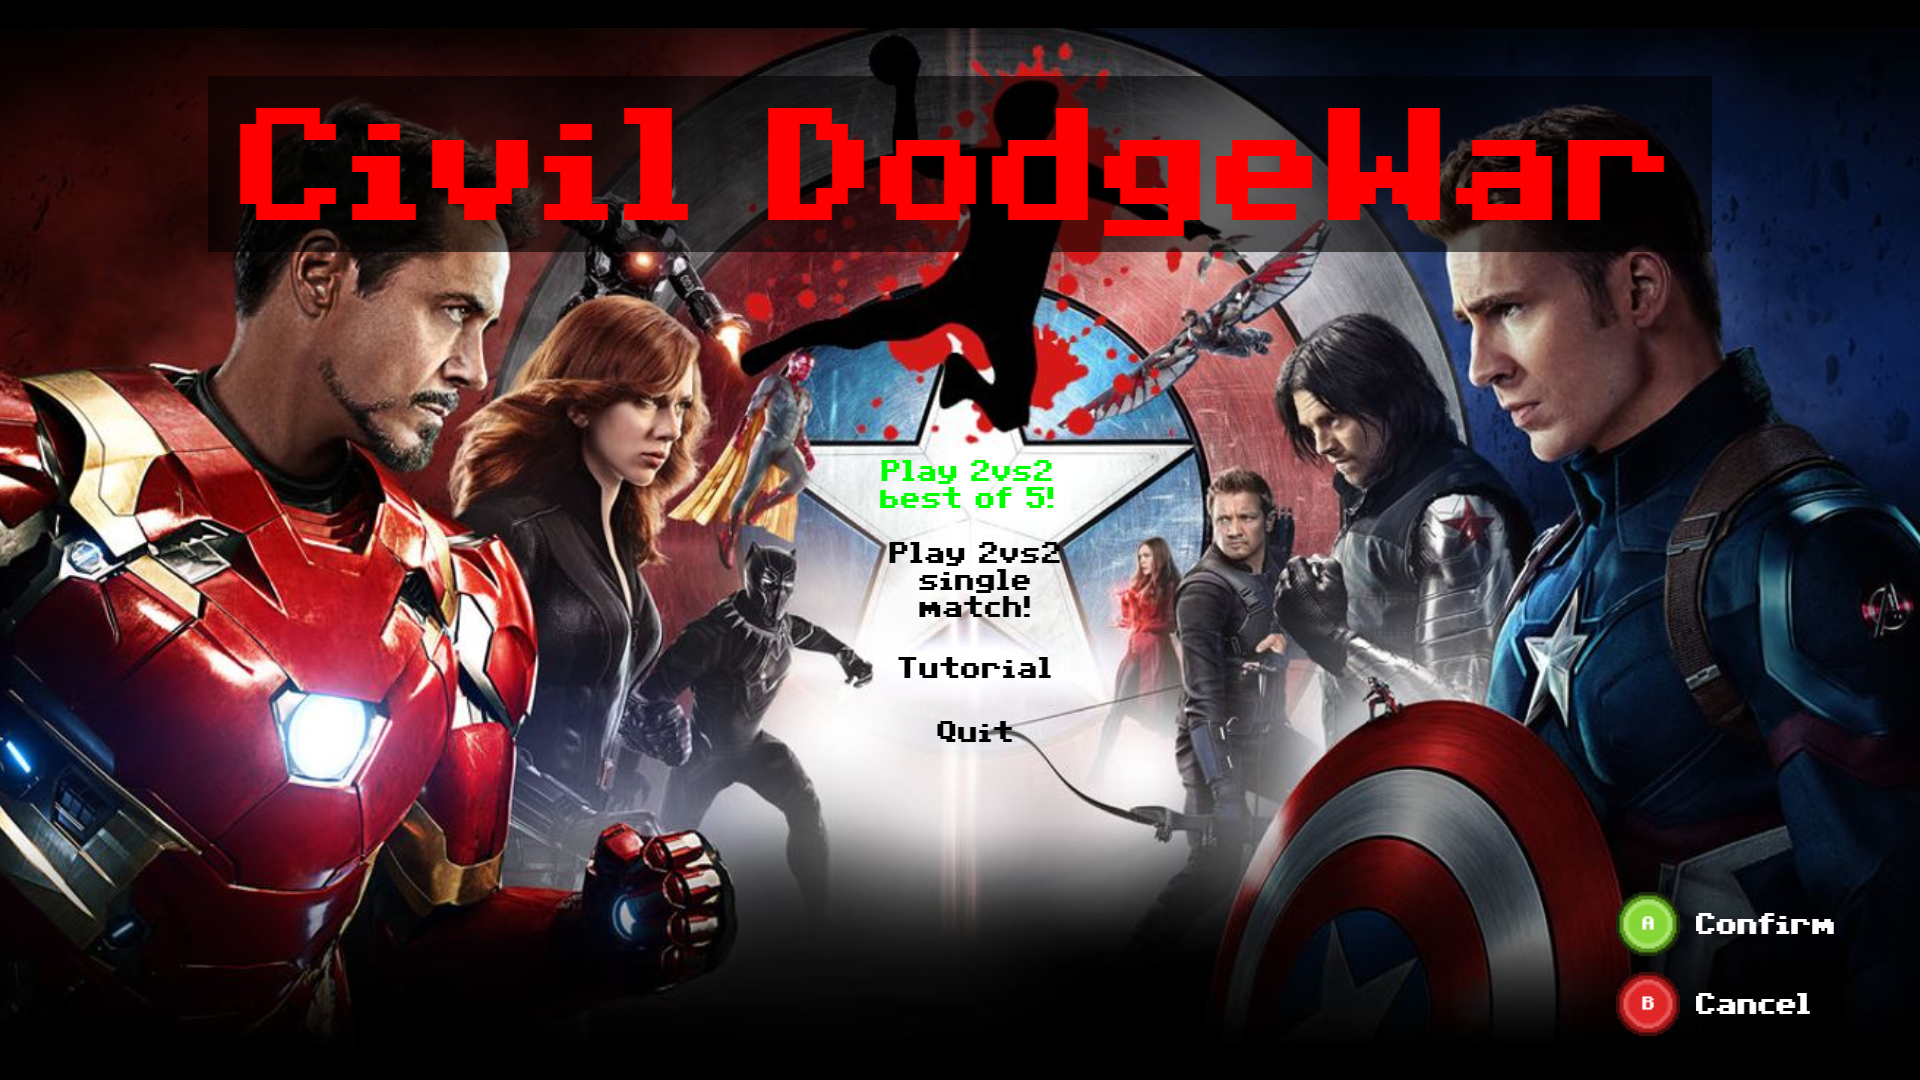 Civil DodgeWar
Play 2vs2
best of 5!
Play 2vs2
single
match!
Tutorial
Quit
A Confirm
B Cancel